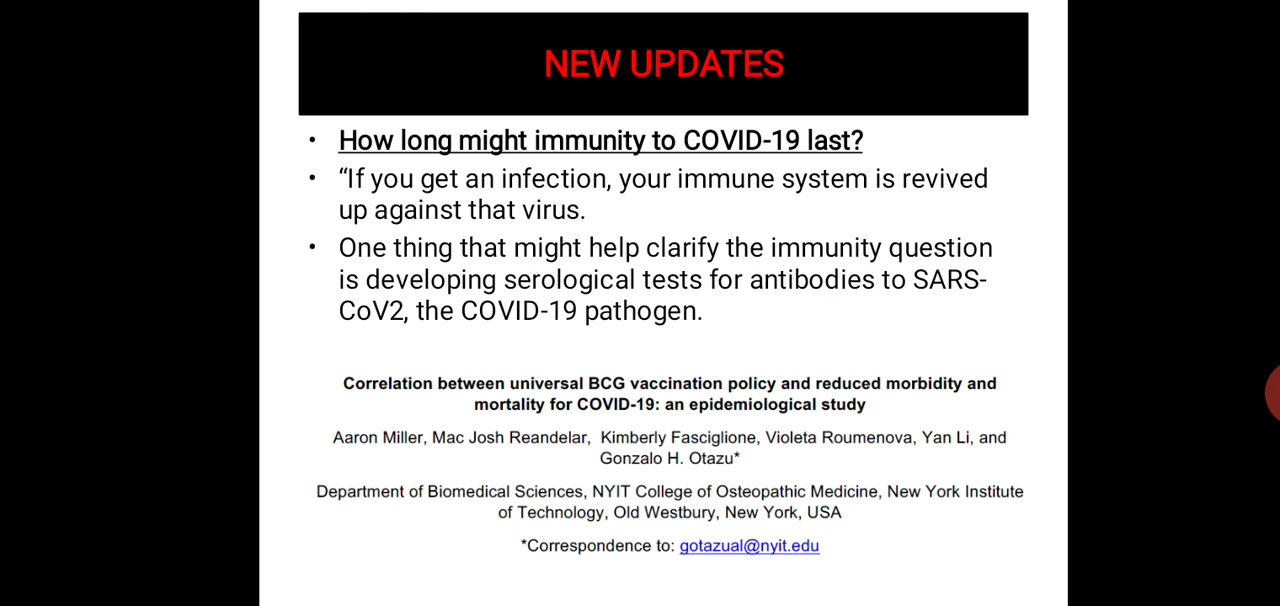 NEW UPDATES
• How long might immunity to COVID-19 last?
• “If you get an infection, your immune system is revived
up against that virus.
• One thing that might help clarify the immunity question
is developing serological tests for antibodies to SARS-
CoV2, the COVID-19 pathogen.
Correlation between universal BCG vaccination policy and reduced morbidity and
mortality for COVID-19: an epidemiological study
Aaron Miller, Mac Josh Reandelar, Kimberly Fasciglione, Violeta Roumenova, Yan Li, and
Gonzalo H. Otazu*
Department of Biomedical Sciences, NYIT College of Osteopathic Medicine, New York Institute
of Technology, Old Westbury, New York, USA
*Correspondence to: gotazual@nyit.edu